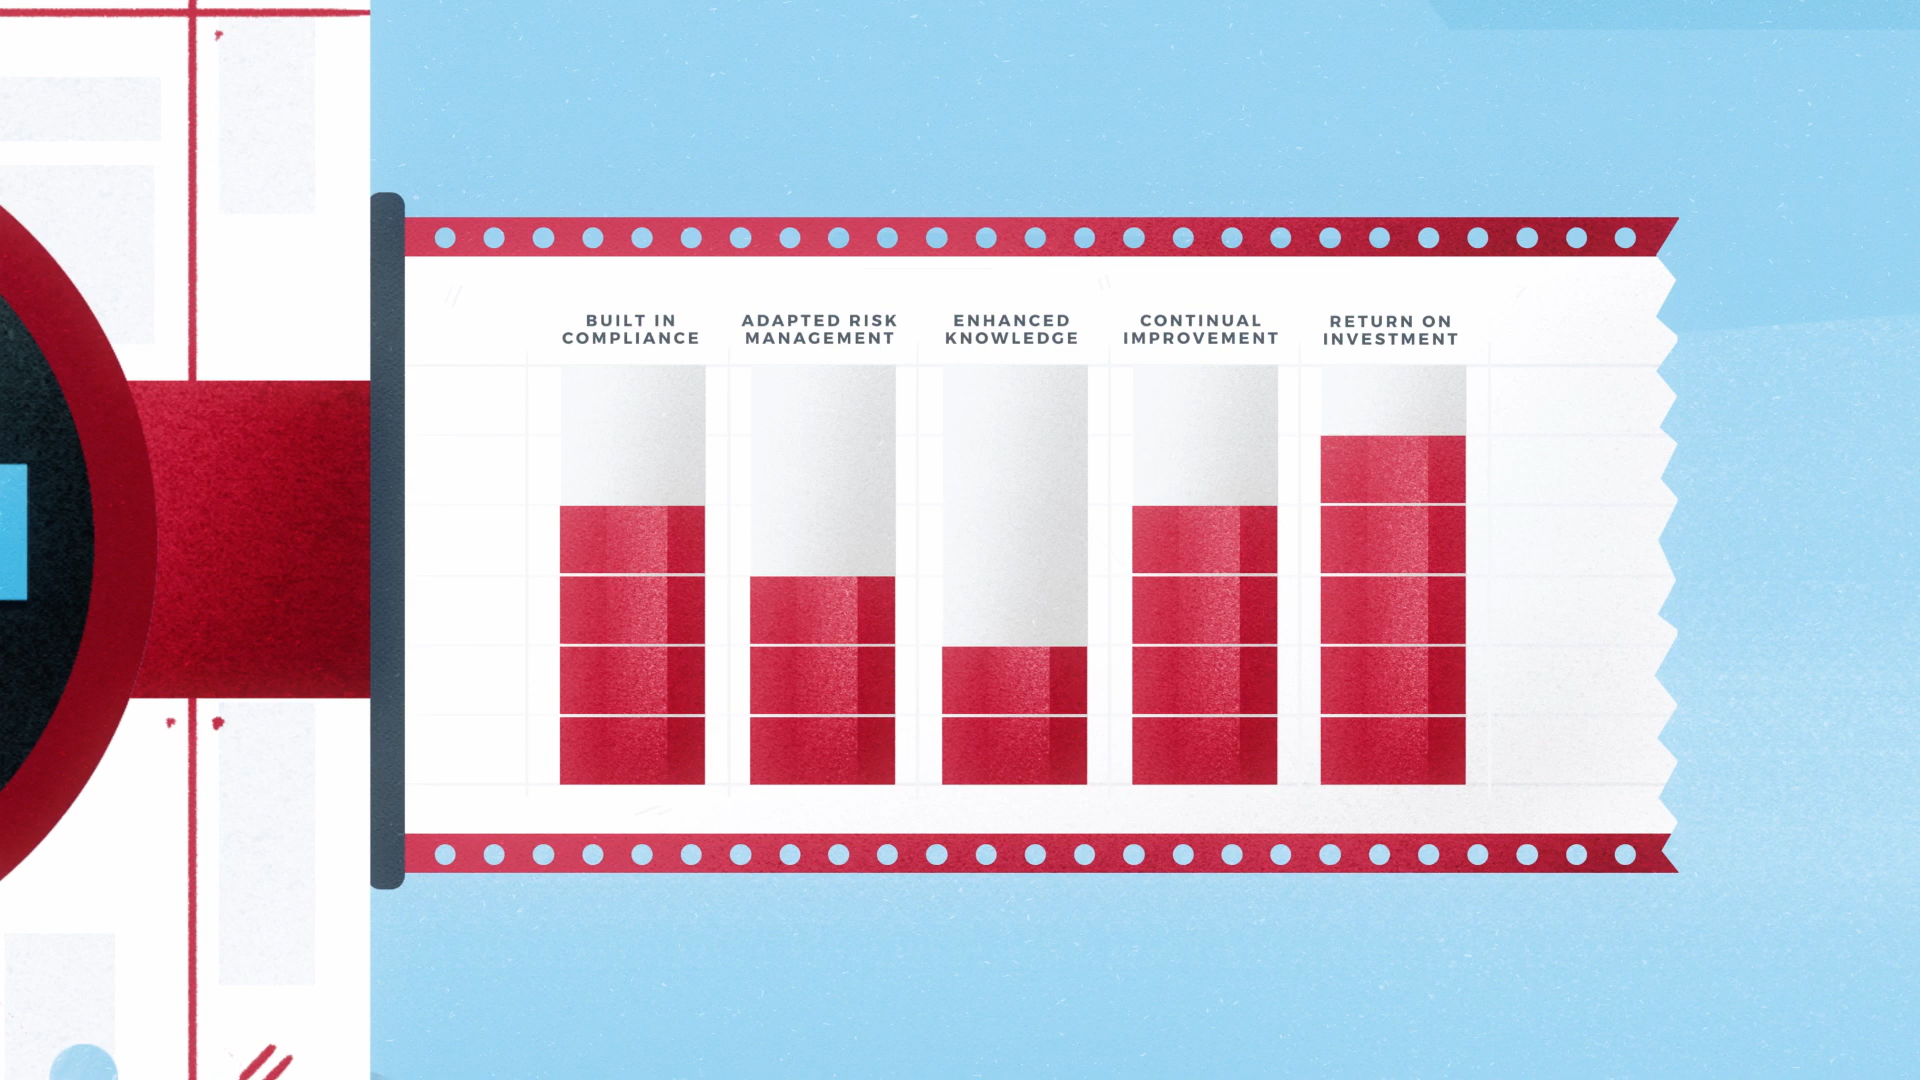 BUILT IN
COMPLIANCE
ADAPTED RISK
MANAGEMENT
ENHANCED
KNOWLEDGE
CONTINUAL
IMPROVEMENT
RETURN ON
INVESTMENT